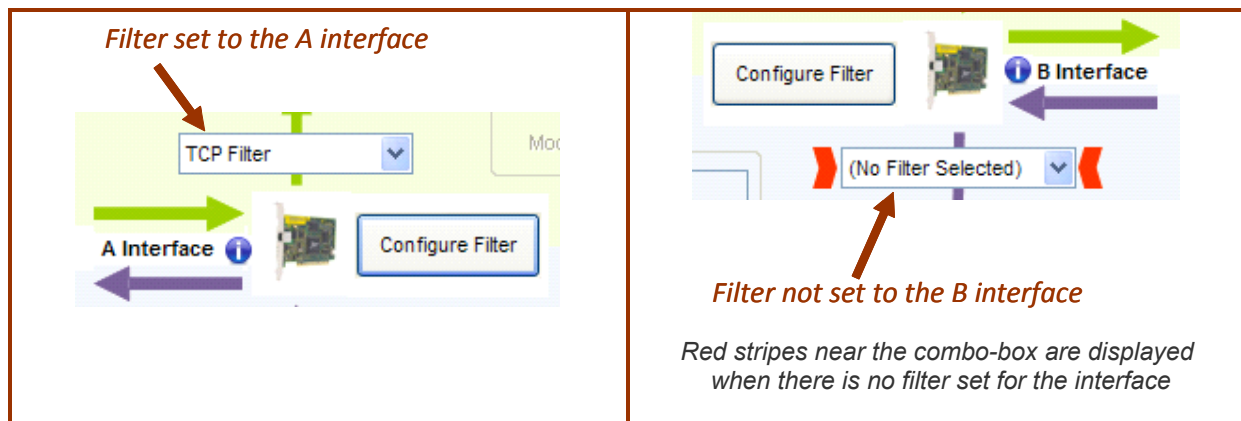 Filter set to the A interface
TCP Filter
A Interface
Configure Filter
Configure Filter
B Interface
(No Filter Selected)
Filter not set to the B interface
Red stripes near the combo-box are displayed
when there is no filter set for the interface